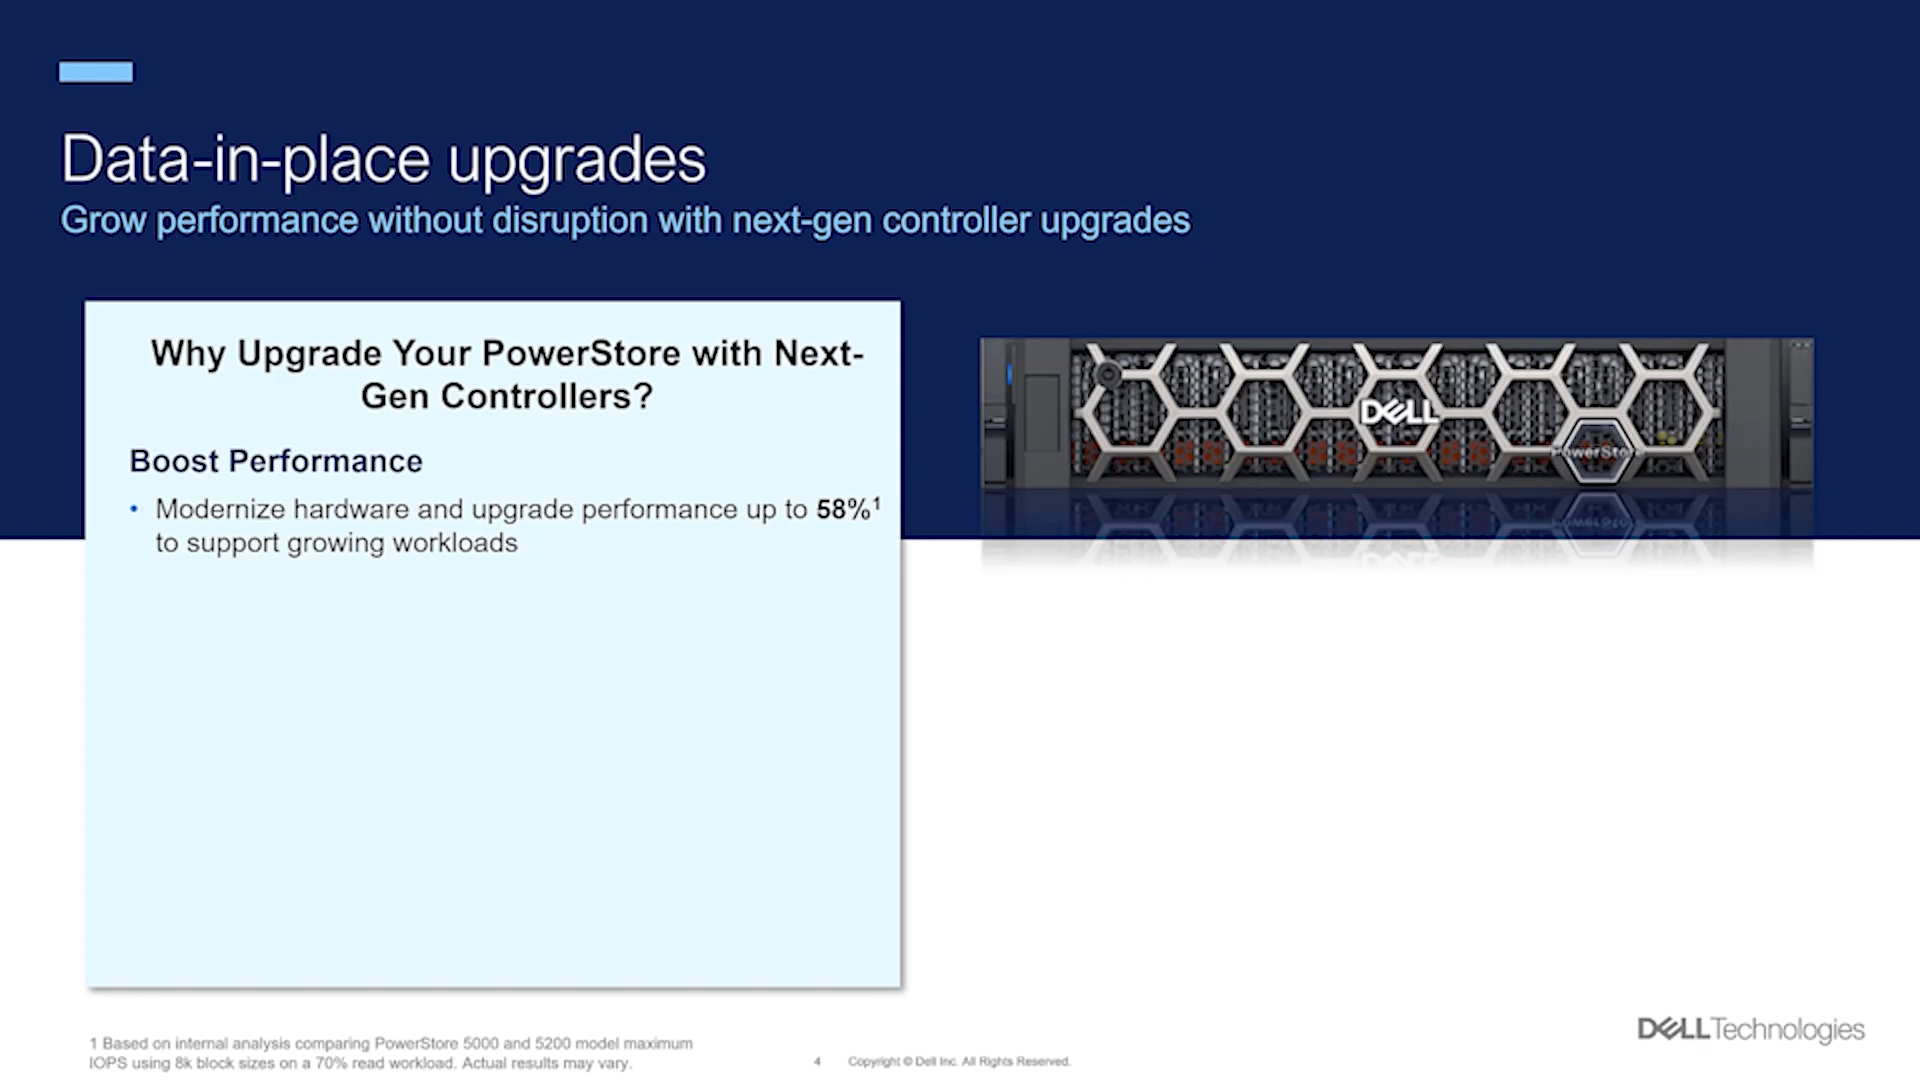 Data-in-place upgrades
Grow performance without disruption with next-gen controller upgrades
Why Upgrade Your PowerStore with Next-
Gen Controllers?
Boost Performance
• Modernize hardware and upgrade performance up to 58%¹
to support growing workloads
DELL
PowerStore
1 Based on internal analysis comparing PowerStore 5000 and 5200 model maximum
IOPS using 8k block sizes on a 70% read workload. Actual results may vary.
4 Copyright © Dell Inc. All Rights Reserved.
DELLTechnologies